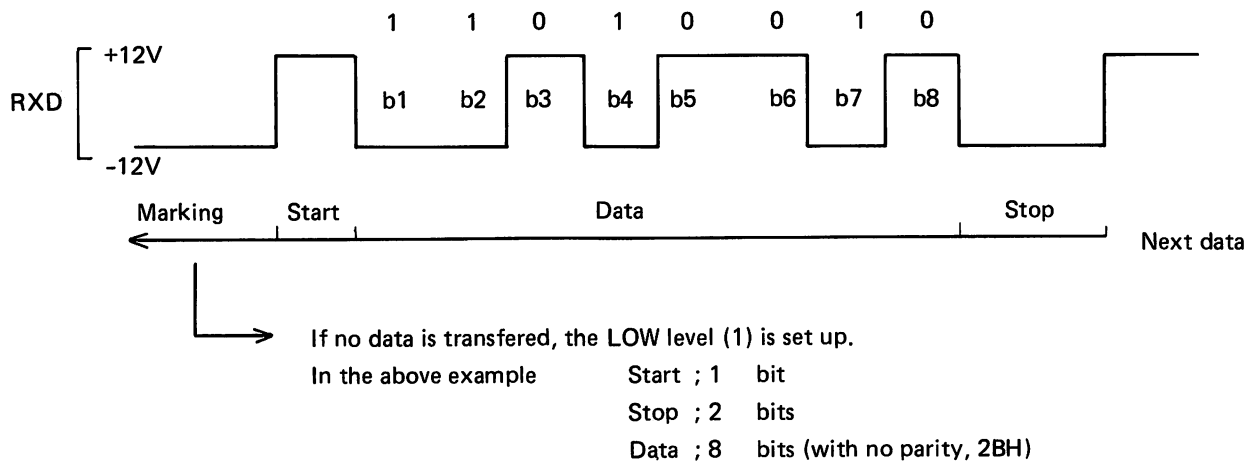 1 1 0 1 0 0 1 0
+12V
RXD b1 b2 b3 b4 b5 b6 b7 b8
-12V
Marking Start Data Stop
Next data
If no data is transfered, the LOW level (1) is set up.
In the above example Start ; 1 bit
Stop ; 2 bits
Data ; 8 bits (with no parity, 2BH)